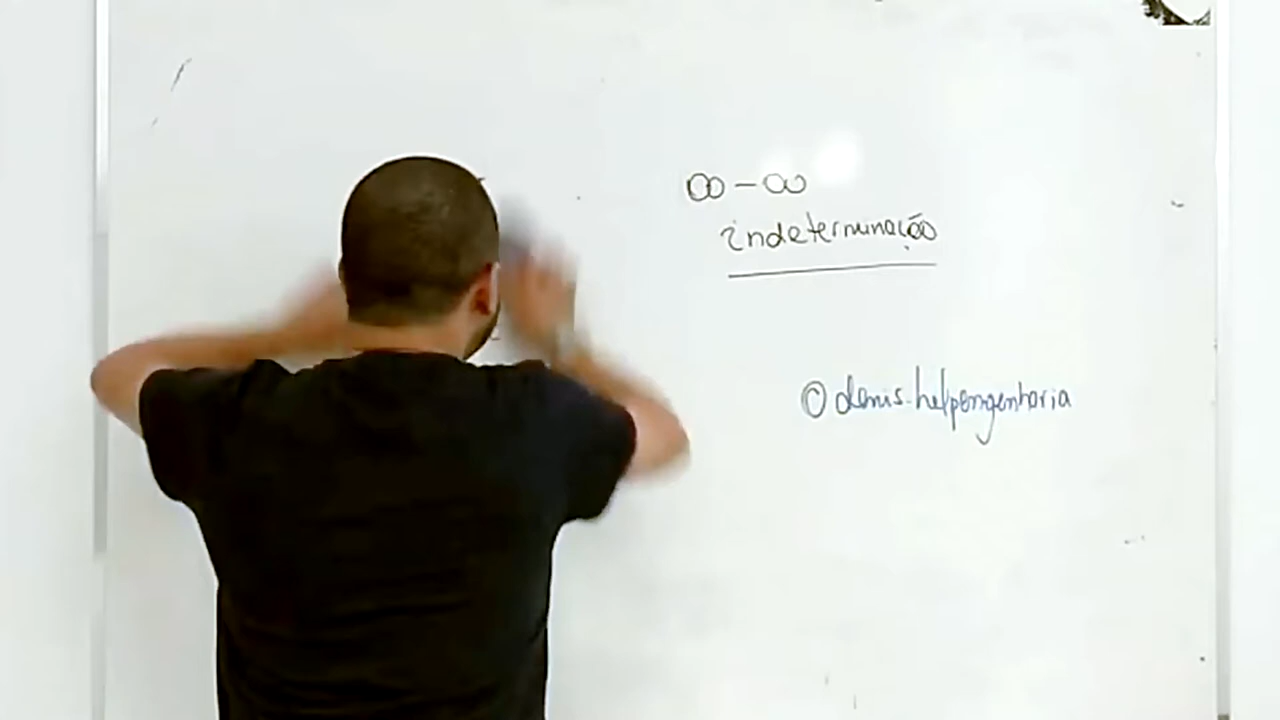 ∞ - ∞
indeterminação
@denis.helpengenharia